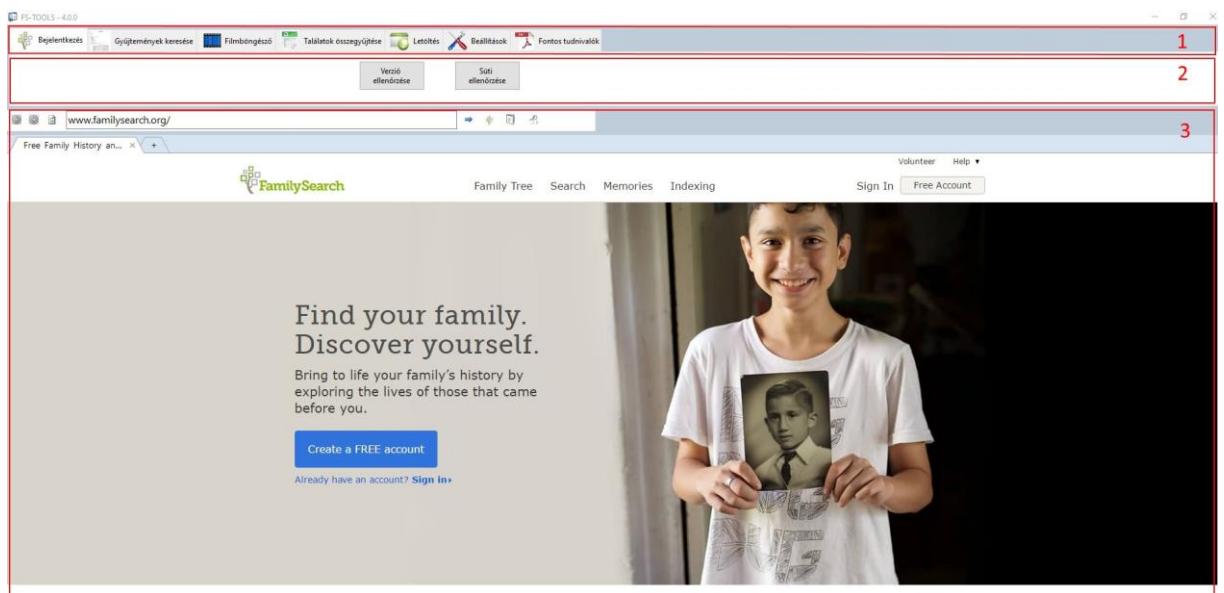 FS-TOOLS - 4.0.0
Bejelentkezés Gyűjtemények keresése Filmböngésző Találatok összegyűjtése Letöltés Beállítások Fontos tudnivalók
1
Verzió ellenőrzése
Süti ellenőrzése
2
www.familysearch.org/
3
Free Family History an... × +
Volunteer Help ▾
FamilySearch Family Tree Search Memories Indexing Sign In Free Account
Find your family.
Discover yourself.
Bring to life your family's history by
exploring the lives of those that came
before you.
Create a FREE account
Already have an account? Sign in›